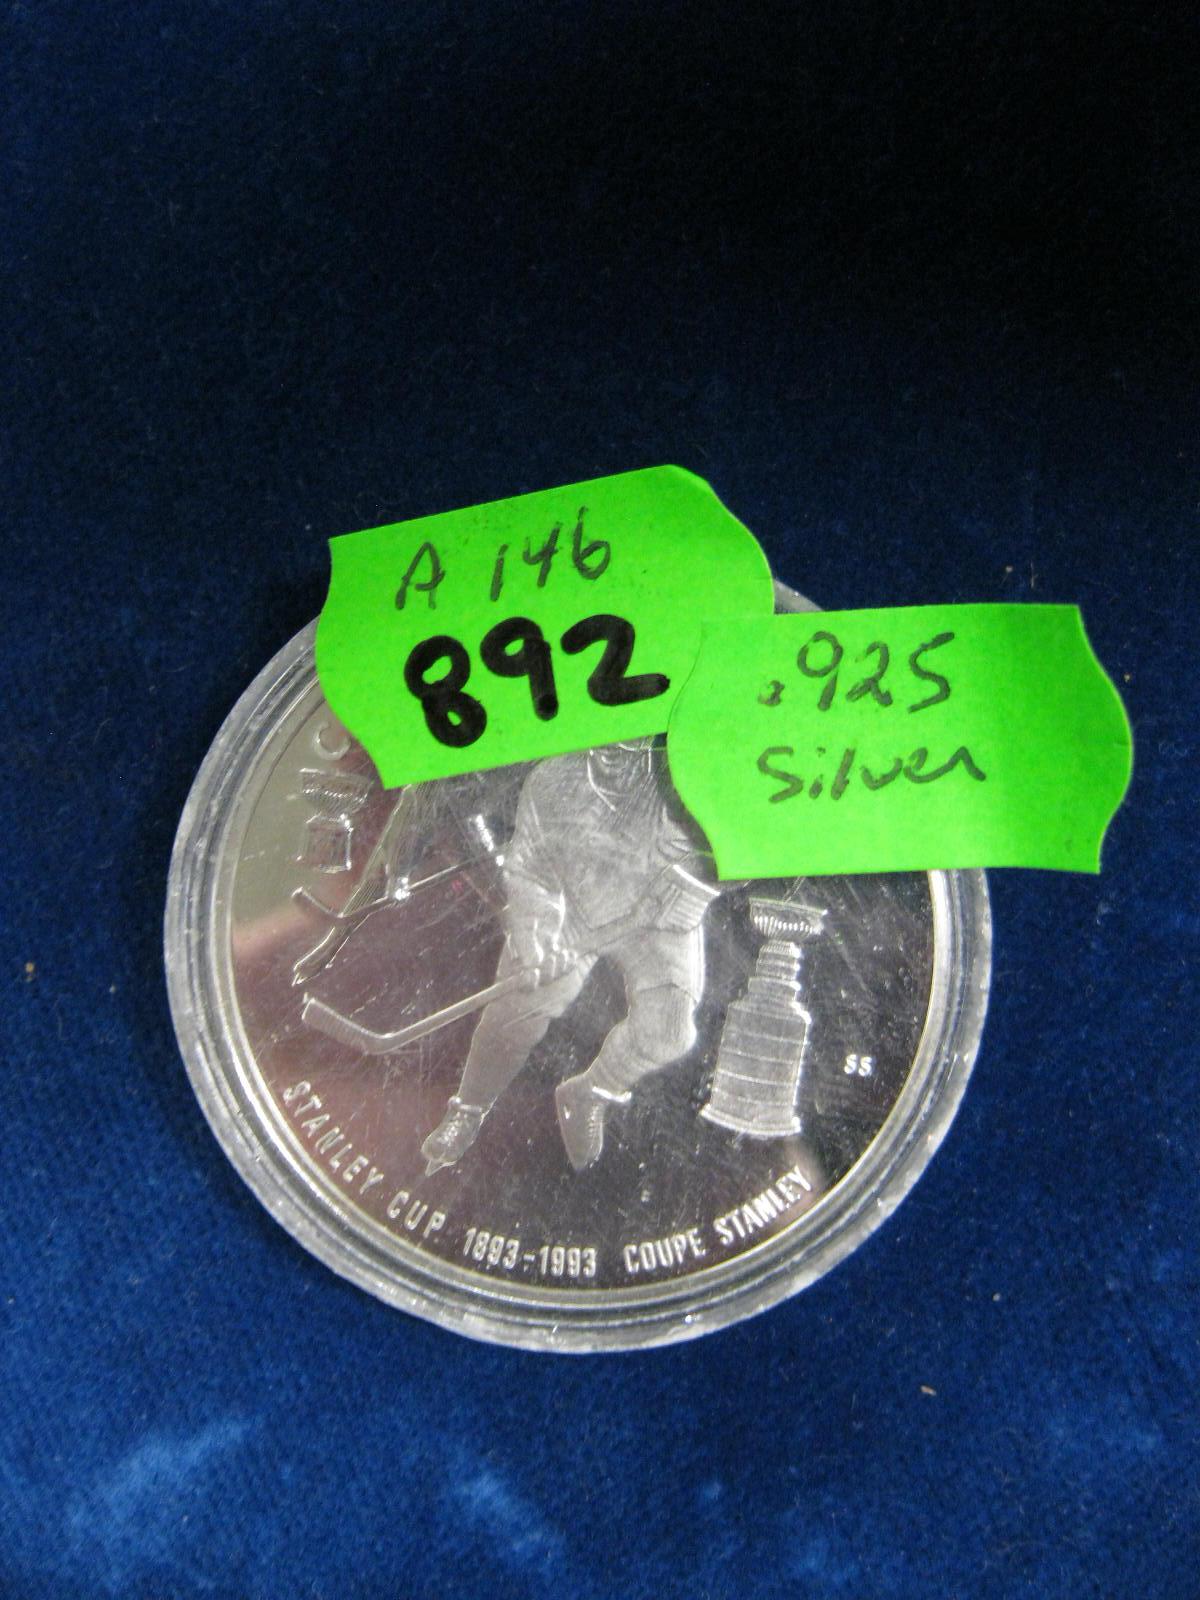 A 146
892
.925
Silver
SS
STANLEY CUP 1893-1993 COUPE STANLEY